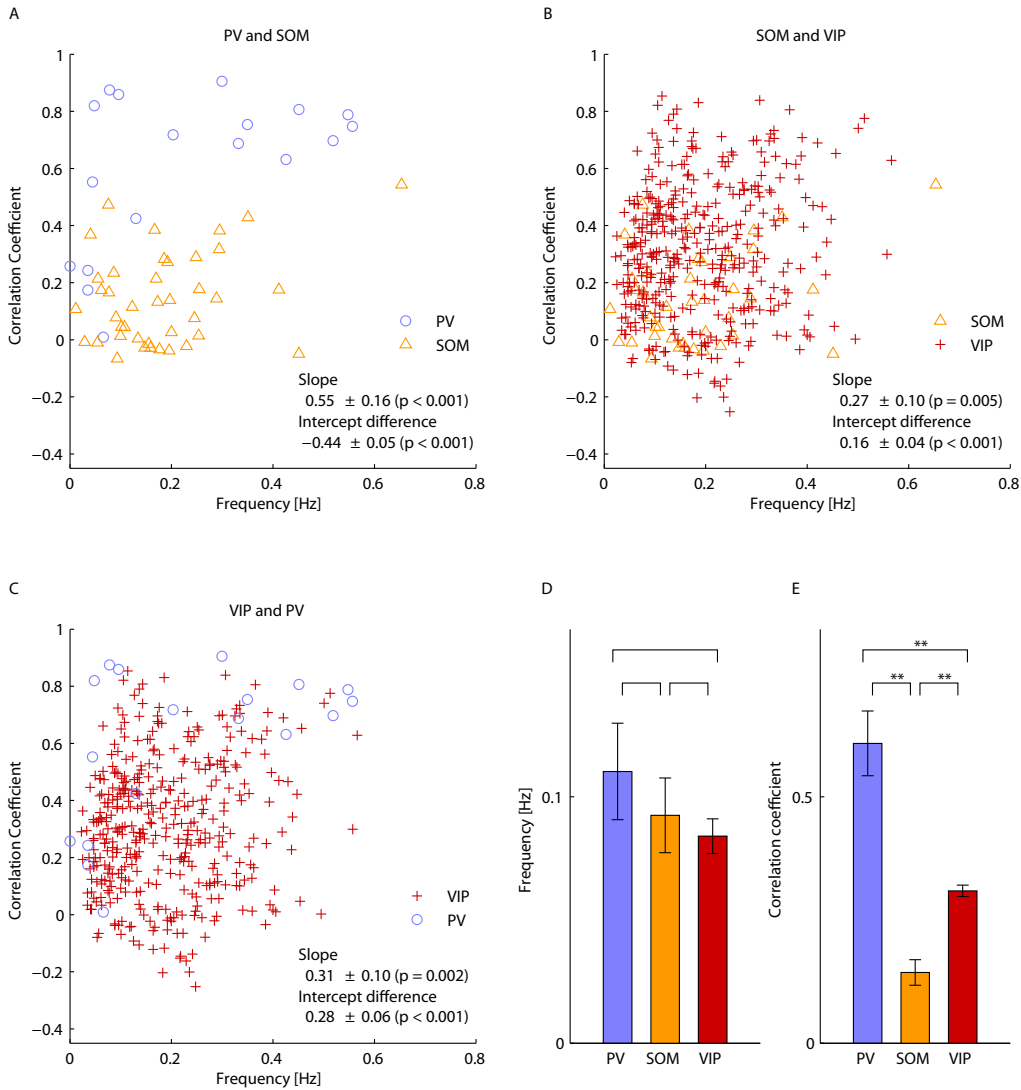 A
PV and SOM
Correlation Coefficient
1
0.8
0.6
0.4
0.2
0
−0.2
−0.4
0
0.2
0.4
0.6
0.8
Frequency [Hz]
PV
SOM
Slope
0.55 ± 0.16 (p < 0.001)
Intercept difference
−0.44 ± 0.05 (p < 0.001)
B
SOM and VIP
Correlation Coefficient
1
0.8
0.6
0.4
0.2
0
−0.2
−0.4
0
0.2
0.4
0.6
0.8
Frequency [Hz]
SOM
VIP
Slope
0.27 ± 0.10 (p = 0.005)
Intercept difference
0.16 ± 0.04 (p < 0.001)
C
VIP and PV
Correlation Coefficient
1
0.8
0.6
0.4
0.2
0
−0.2
−0.4
0
0.2
0.4
0.6
0.8
Frequency [Hz]
VIP
PV
Slope
0.31 ± 0.10 (p = 0.002)
Intercept difference
0.28 ± 0.06 (p < 0.001)
D
Frequency [Hz]
0.1
0
PV SOM VIP
E
Correlation coefficient
0.5
0
**
** **
PV SOM VIP